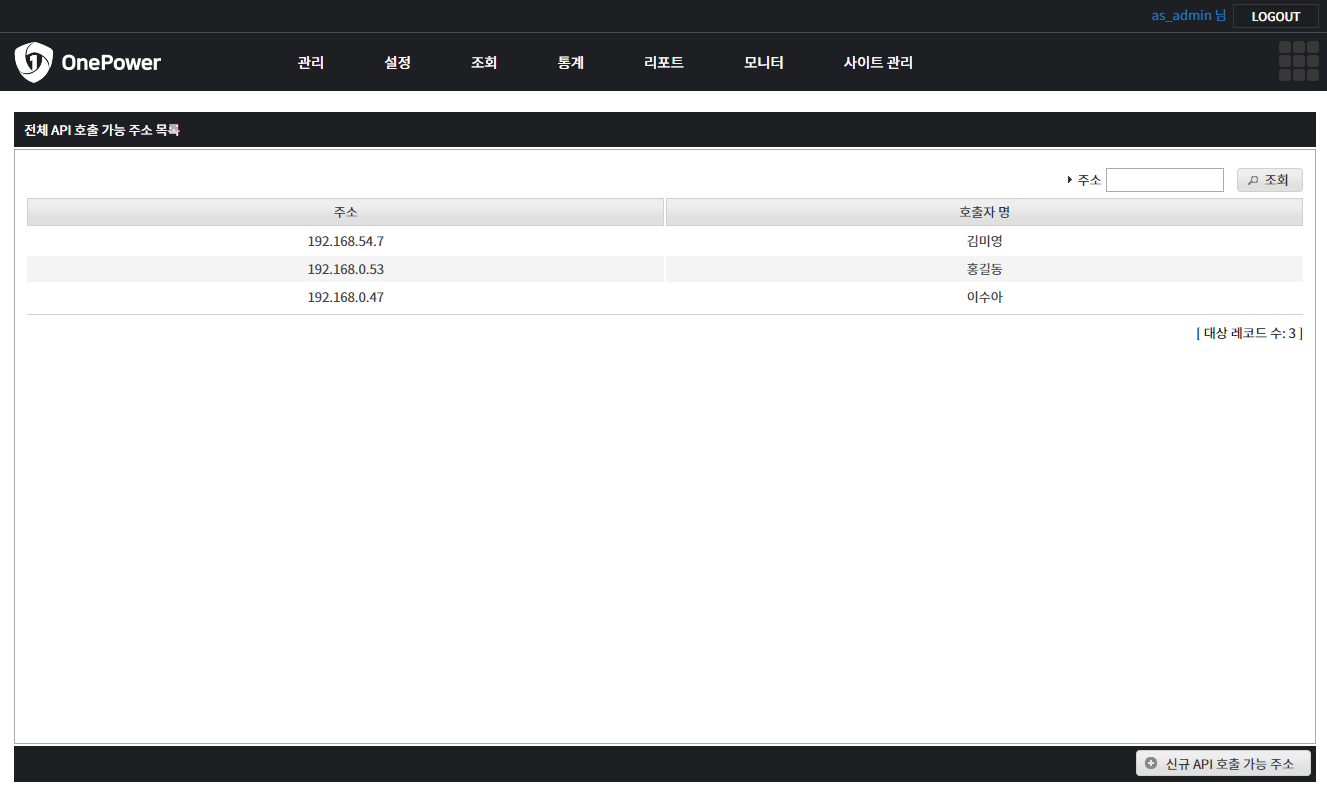 as_admin 님 LOGOUT
OnePower 관리 설정 조회 통계 리포트 모니터 사이트 관리
전체 API 호출 가능 주소 목록
주소 조회
주소 호출자 명
192.168.54.7 김미영
192.168.0.53 홍길동
192.168.0.47 이수아
[ 대상 레코드 수: 3 ]
신규 API 호출 가능 주소